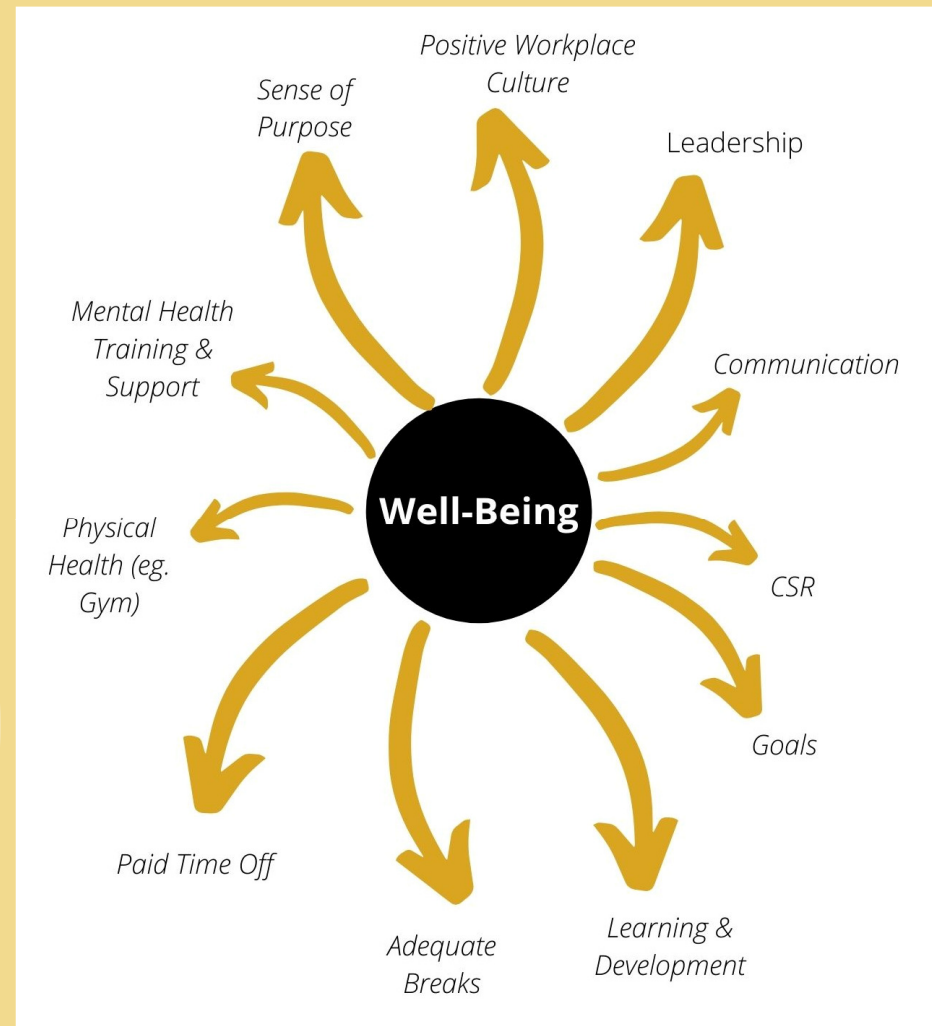 Positive Workplace
Culture
Sense of
Purpose
Leadership
Mental Health
Training &
Support
Communication
Well-Being
Physical
Health (eg.
Gym)
CSR
Goals
Paid Time Off
Adequate
Breaks
Learning &
Development